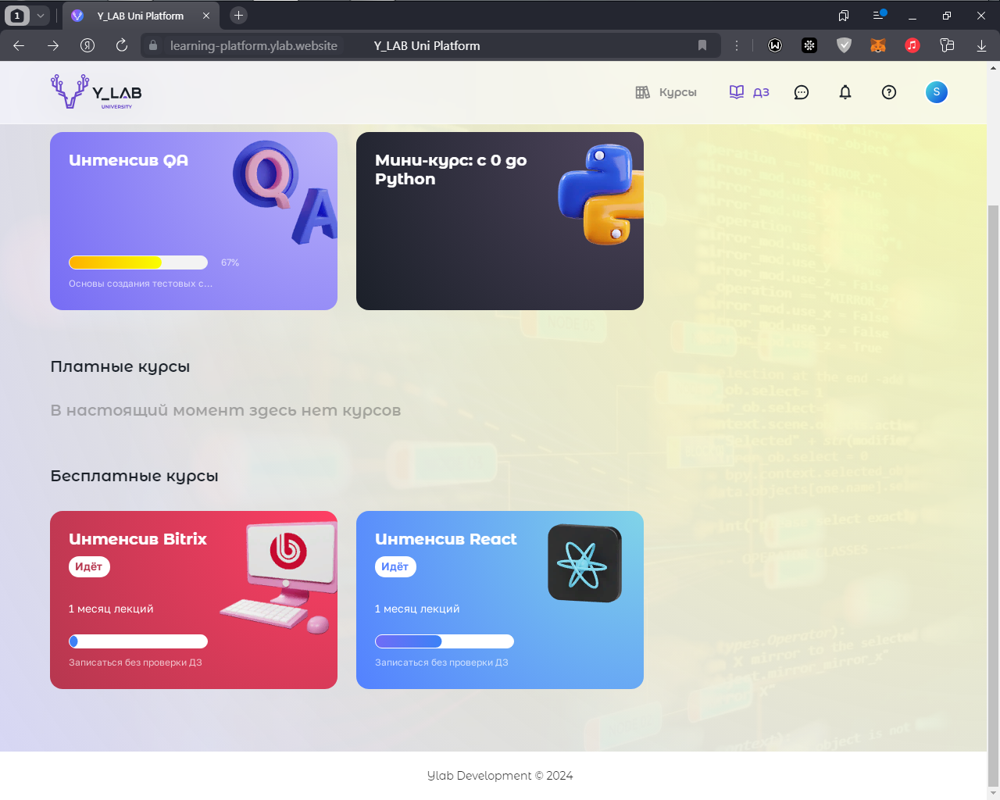 1
Y_LAB Uni Platform
learning-platform.ylab.website
Y_LAB Uni Platform
Y_LAB
UNIVERSITY
Курсы
ДЗ
S
Интенсив QA
QA
67%
Основы создания тестовых с...
Мини-курс: с 0 до
Python
Платные курсы
В настоящий момент здесь нет курсов
Бесплатные курсы
Интенсив Bitrix
Идёт
1 месяц лекций
Записаться без проверки ДЗ
Интенсив React
Идёт
1 месяц лекций
Записаться без проверки ДЗ
Ylab Development © 2024